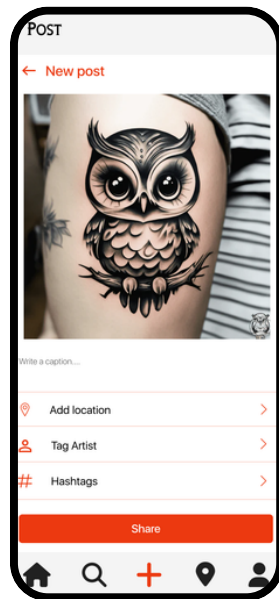 POST
← New post
Write a caption....
Add location
Tag Artist
# Hashtags
Share